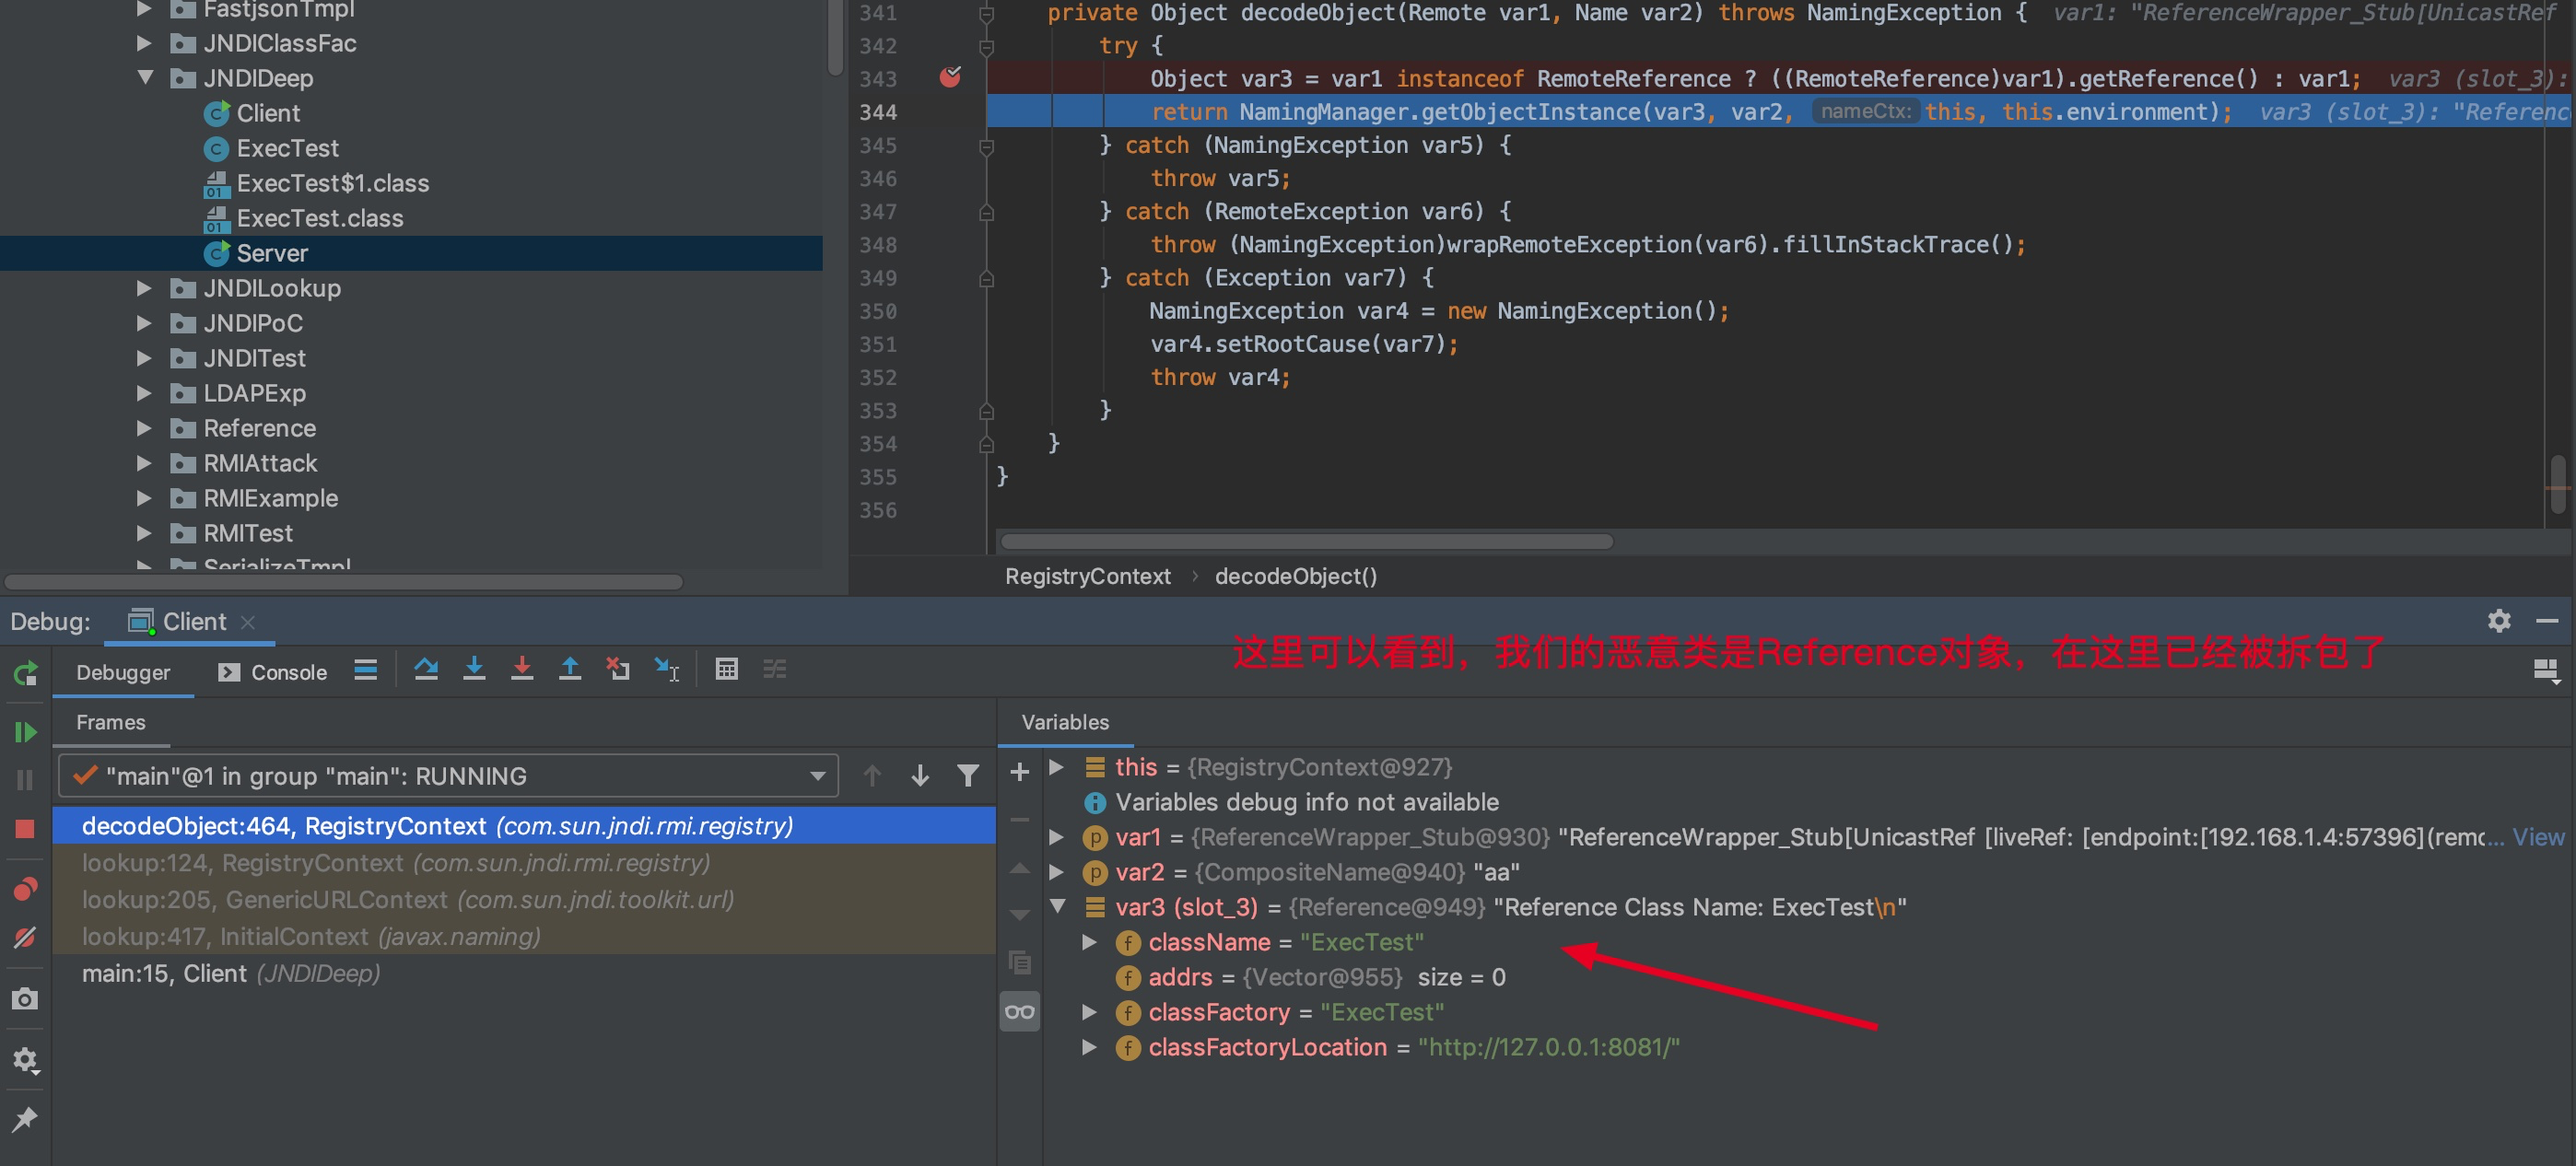 FastjsonTmpl
JNDIClassFac
JNDIDeep
Client
ExecTest
ExecTest$1.class
ExecTest.class
Server
JNDILookup
JNDIPoC
JNDITest
LDAPExp
Reference
RMIAttack
RMIExample
RMITest
SerializeTmpl
341 private Object decodeObject(Remote var1, Name var2) throws NamingException { var1: "ReferenceWrapper_Stub[UnicastRef
342 try {
343 Object var3 = var1 instanceof RemoteReference ? ((RemoteReference)var1).getReference() : var1; var3 (slot_3):
344 return NamingManager.getObjectInstance(var3, var2, nameCtx: this, this.environment); var3 (slot_3): "Referenc
345 } catch (NamingException var5) {
346 throw var5;
347 } catch (RemoteException var6) {
348 throw (NamingException)wrapRemoteException(var6).fillInStackTrace();
349 } catch (Exception var7) {
350 NamingException var4 = new NamingException();
351 var4.setRootCause(var7);
352 throw var4;
353 }
354 }
355 }
356
RegistryContext › decodeObject()
Debug: Client
这里可以看到，我们的恶意类是Reference对象，在这里已经被拆包了
Debugger Console
Frames
"main"@1 in group "main": RUNNING
decodeObject:464, RegistryContext (com.sun.jndi.rmi.registry)
lookup:124, RegistryContext (com.sun.jndi.rmi.registry)
lookup:205, GenericURLContext (com.sun.jndi.toolkit.url)
lookup:417, InitialContext (javax.naming)
main:15, Client (JNDIDeep)
Variables
this = {RegistryContext@927}
Variables debug info not available
var1 = {ReferenceWrapper_Stub@930} "ReferenceWrapper_Stub[UnicastRef [liveRef: [endpoint:[192.168.1.4:57396](remo... View
var2 = {CompositeName@940} "aa"
var3 (slot_3) = {Reference@949} "Reference Class Name: ExecTest\n"
className = "ExecTest"
addrs = {Vector@955} size = 0
classFactory = "ExecTest"
classFactoryLocation = "http://127.0.0.1:8081/"